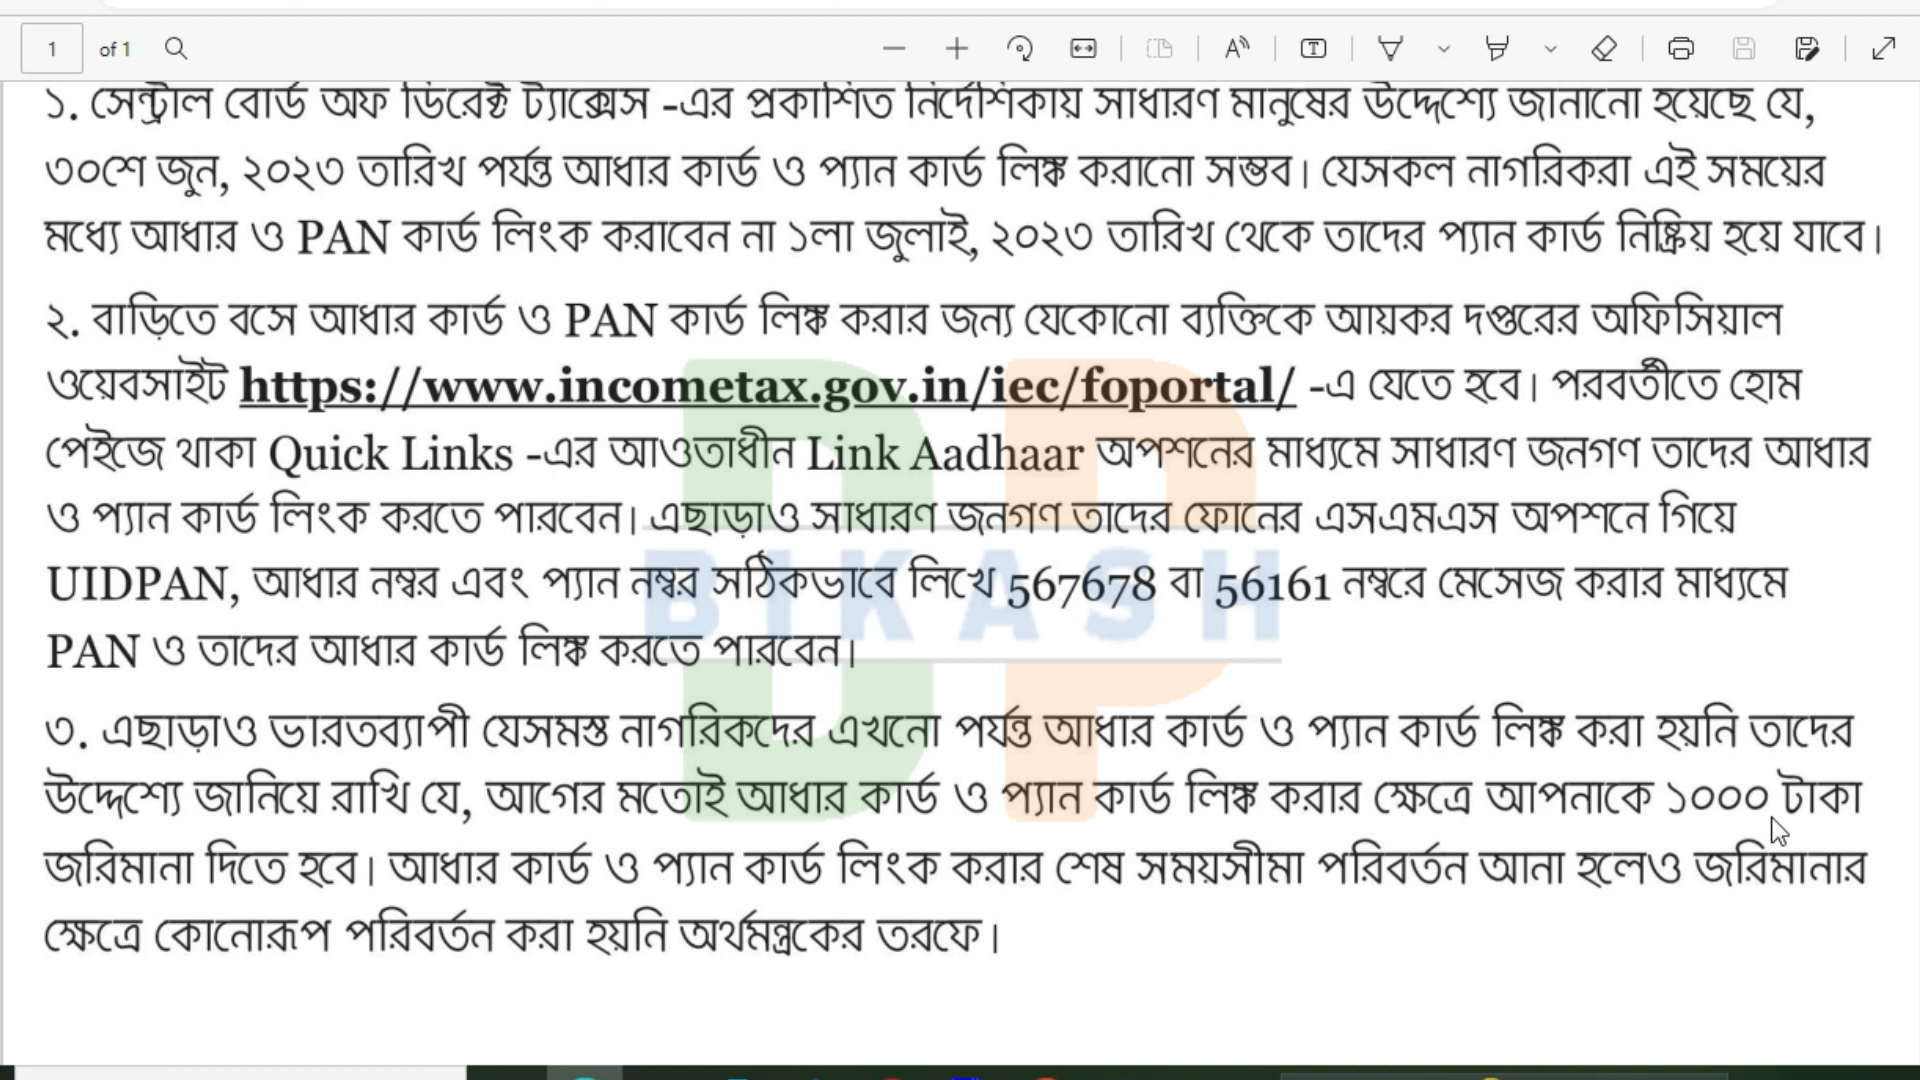 1 of 1
১. সেন্ট্রাল বোর্ড অফ ডিরেক্ট ট্যাক্সেস -এর প্রকাশিত নির্দেশিকায় সাধারণ মানুষের উদ্দেশ্যে জানানো হয়েছে যে,
৩০শে জুন, ২০২৩ তারিখ পর্যন্ত আধার কার্ড ও প্যান কার্ড লিঙ্ক করানো সম্ভব। যেসকল নাগরিকরা এই সময়ের
মধ্যে আধার ও PAN কার্ড লিংক করাবেন না ১লা জুলাই, ২০২৩ তারিখ থেকে তাদের প্যান কার্ড নিষ্ক্রিয় হয়ে যাবে।
২. বাড়িতে বসে আধার কার্ড ও PAN কার্ড লিঙ্ক করার জন্য যেকোনো ব্যক্তিকে আয়কর দপ্তরের অফিসিয়াল
ওয়েবসাইট https://www.incometax.gov.in/iec/foportal/ -এ যেতে হবে। পরবর্তীতে হোম
পেইজে থাকা Quick Links -এর আওতাধীন Link Aadhaar অপশনের মাধ্যমে সাধারণ জনগণ তাদের আধার
ও প্যান কার্ড লিংক করতে পারবেন। এছাড়াও সাধারণ জনগণ তাদের ফোনের এসএমএস অপশনে গিয়ে
UIDPAN, আধার নম্বর এবং প্যান নম্বর সঠিকভাবে লিখে 567678 বা 56161 নম্বরে মেসেজ করার মাধ্যমে
PAN ও তাদের আধার কার্ড লিঙ্ক করতে পারবেন।
৩. এছাড়াও ভারতব্যাপী যেসমস্ত নাগরিকদের এখনো পর্যন্ত আধার কার্ড ও প্যান কার্ড লিঙ্ক করা হয়নি তাদের
উদ্দেশ্যে জানিয়ে রাখি যে, আগের মতোই আধার কার্ড ও প্যান কার্ড লিঙ্ক করার ক্ষেত্রে আপনাকে ১০০০ টাকা
জরিমানা দিতে হবে। আধার কার্ড ও প্যান কার্ড লিংক করার শেষ সময়সীমা পরিবর্তন আনা হলেও জরিমানার
ক্ষেত্রে কোনোরূপ পরিবর্তন করা হয়নি অর্থমন্ত্রকের তরফে।
BIKASH